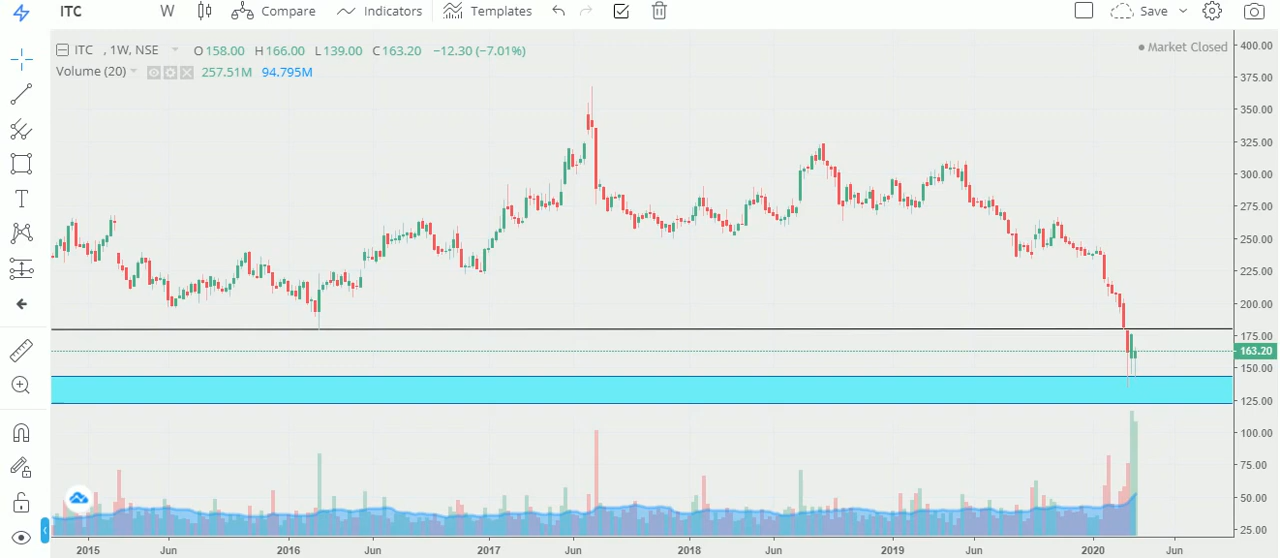 ITC W Compare Indicators Templates Save
ITC , 1W, NSE O158.00 H166.00 L139.00 C163.20 −12.30 (−7.01%)
Market Closed
Volume (20) 257.51M 94.795M
T
400.00
375.00
350.00
325.00
300.00
275.00
250.00
225.00
200.00
175.00
163.20
150.00
125.00
100.00
75.00
50.00
25.00
2015 Jun 2016 Jun 2017 Jun 2018 Jun 2019 Jun 2020 Jun